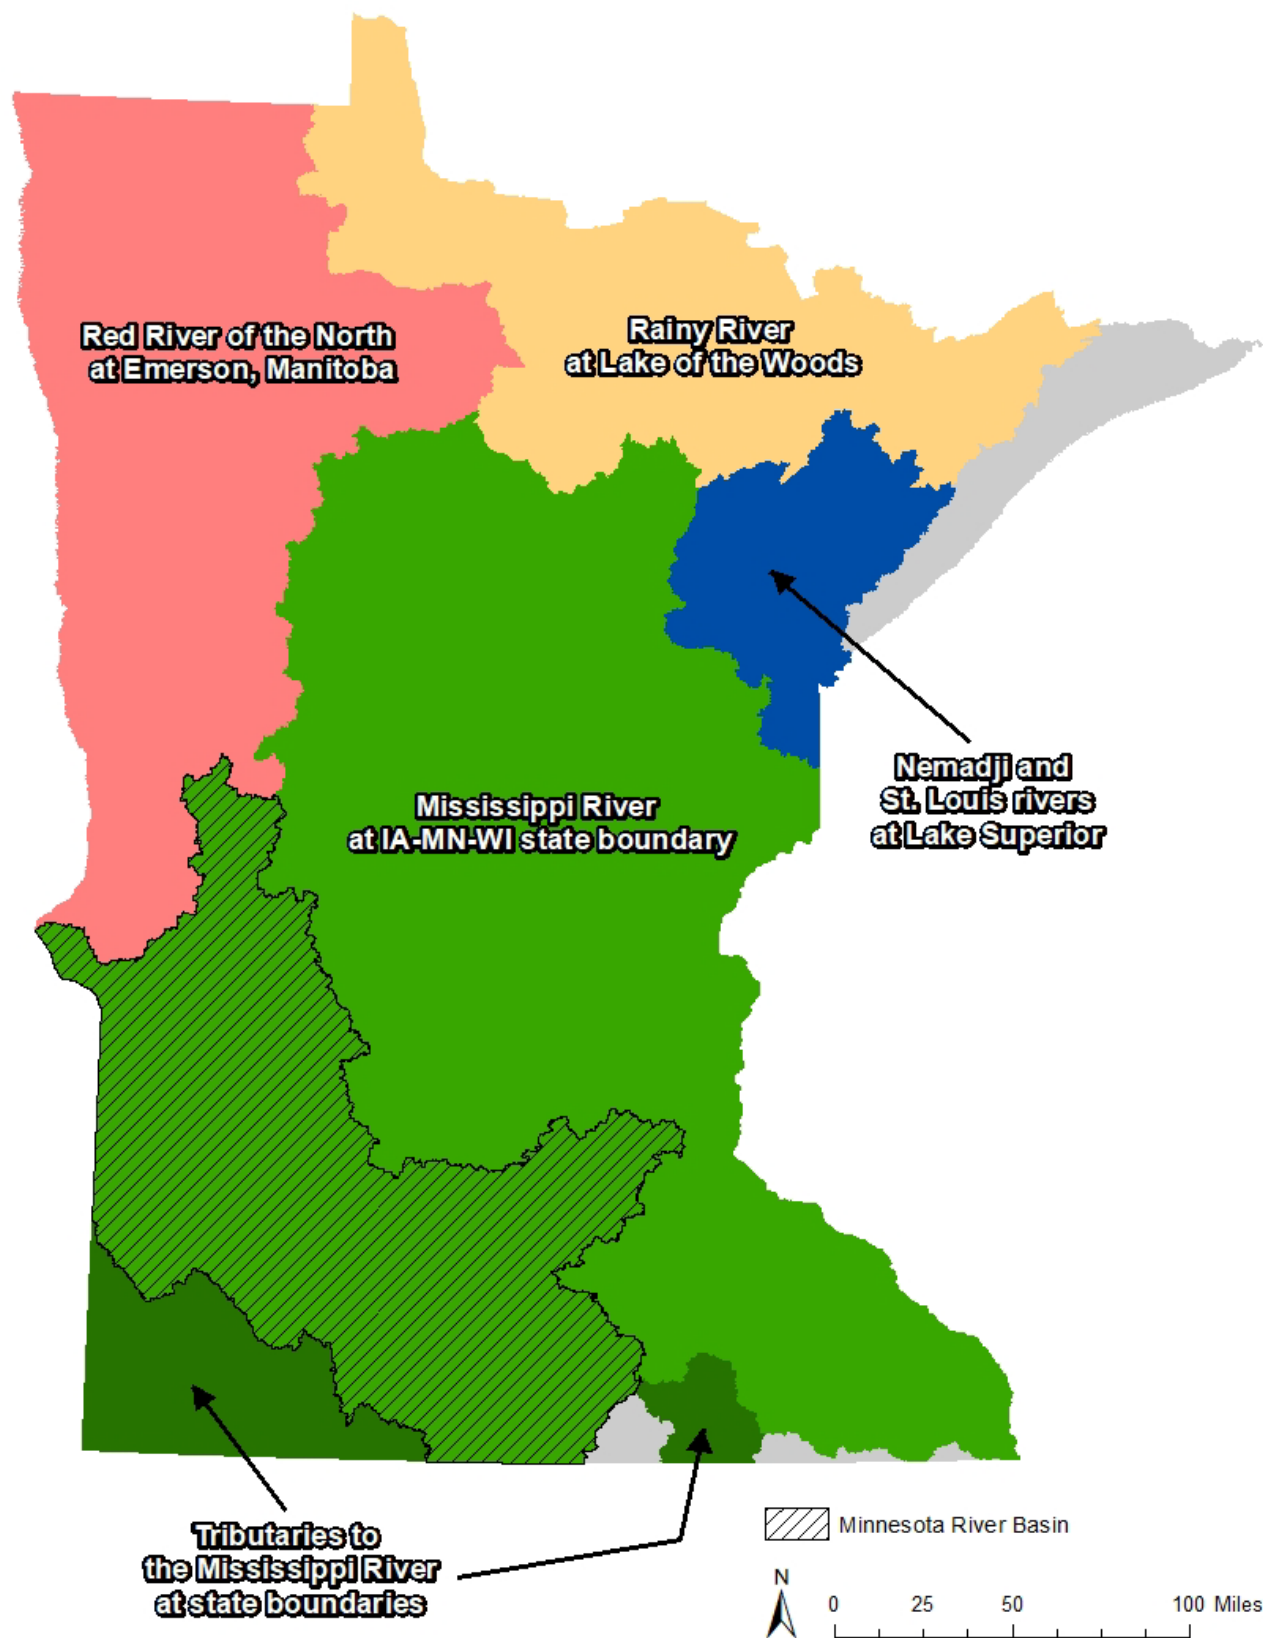 Red River of the North
at Emerson, Manitoba
Rainy River
at Lake of the Woods
Nemadji and
St. Louis rivers
at Lake Superior
Mississippi River
at IA-MN-WI state boundary
Tributaries to
the Mississippi River
at state boundaries
Minnesota River Basin
N
0 25 50 100 Miles